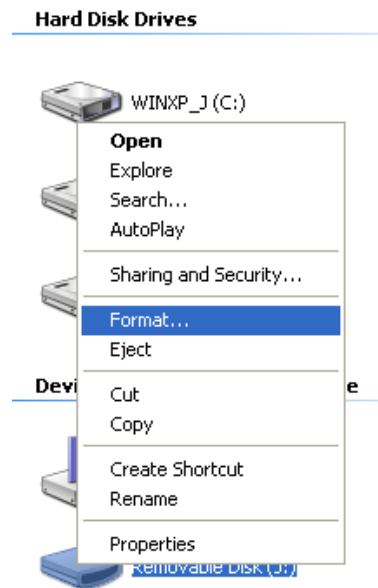 Hard Disk Drives
WINXP_J (C:)
Open
Explore
Search...
AutoPlay
Sharing and Security...
Format...
Eject
Devi
e
Cut
Copy
Create Shortcut
Rename
Properties
Removable Disk (J:)